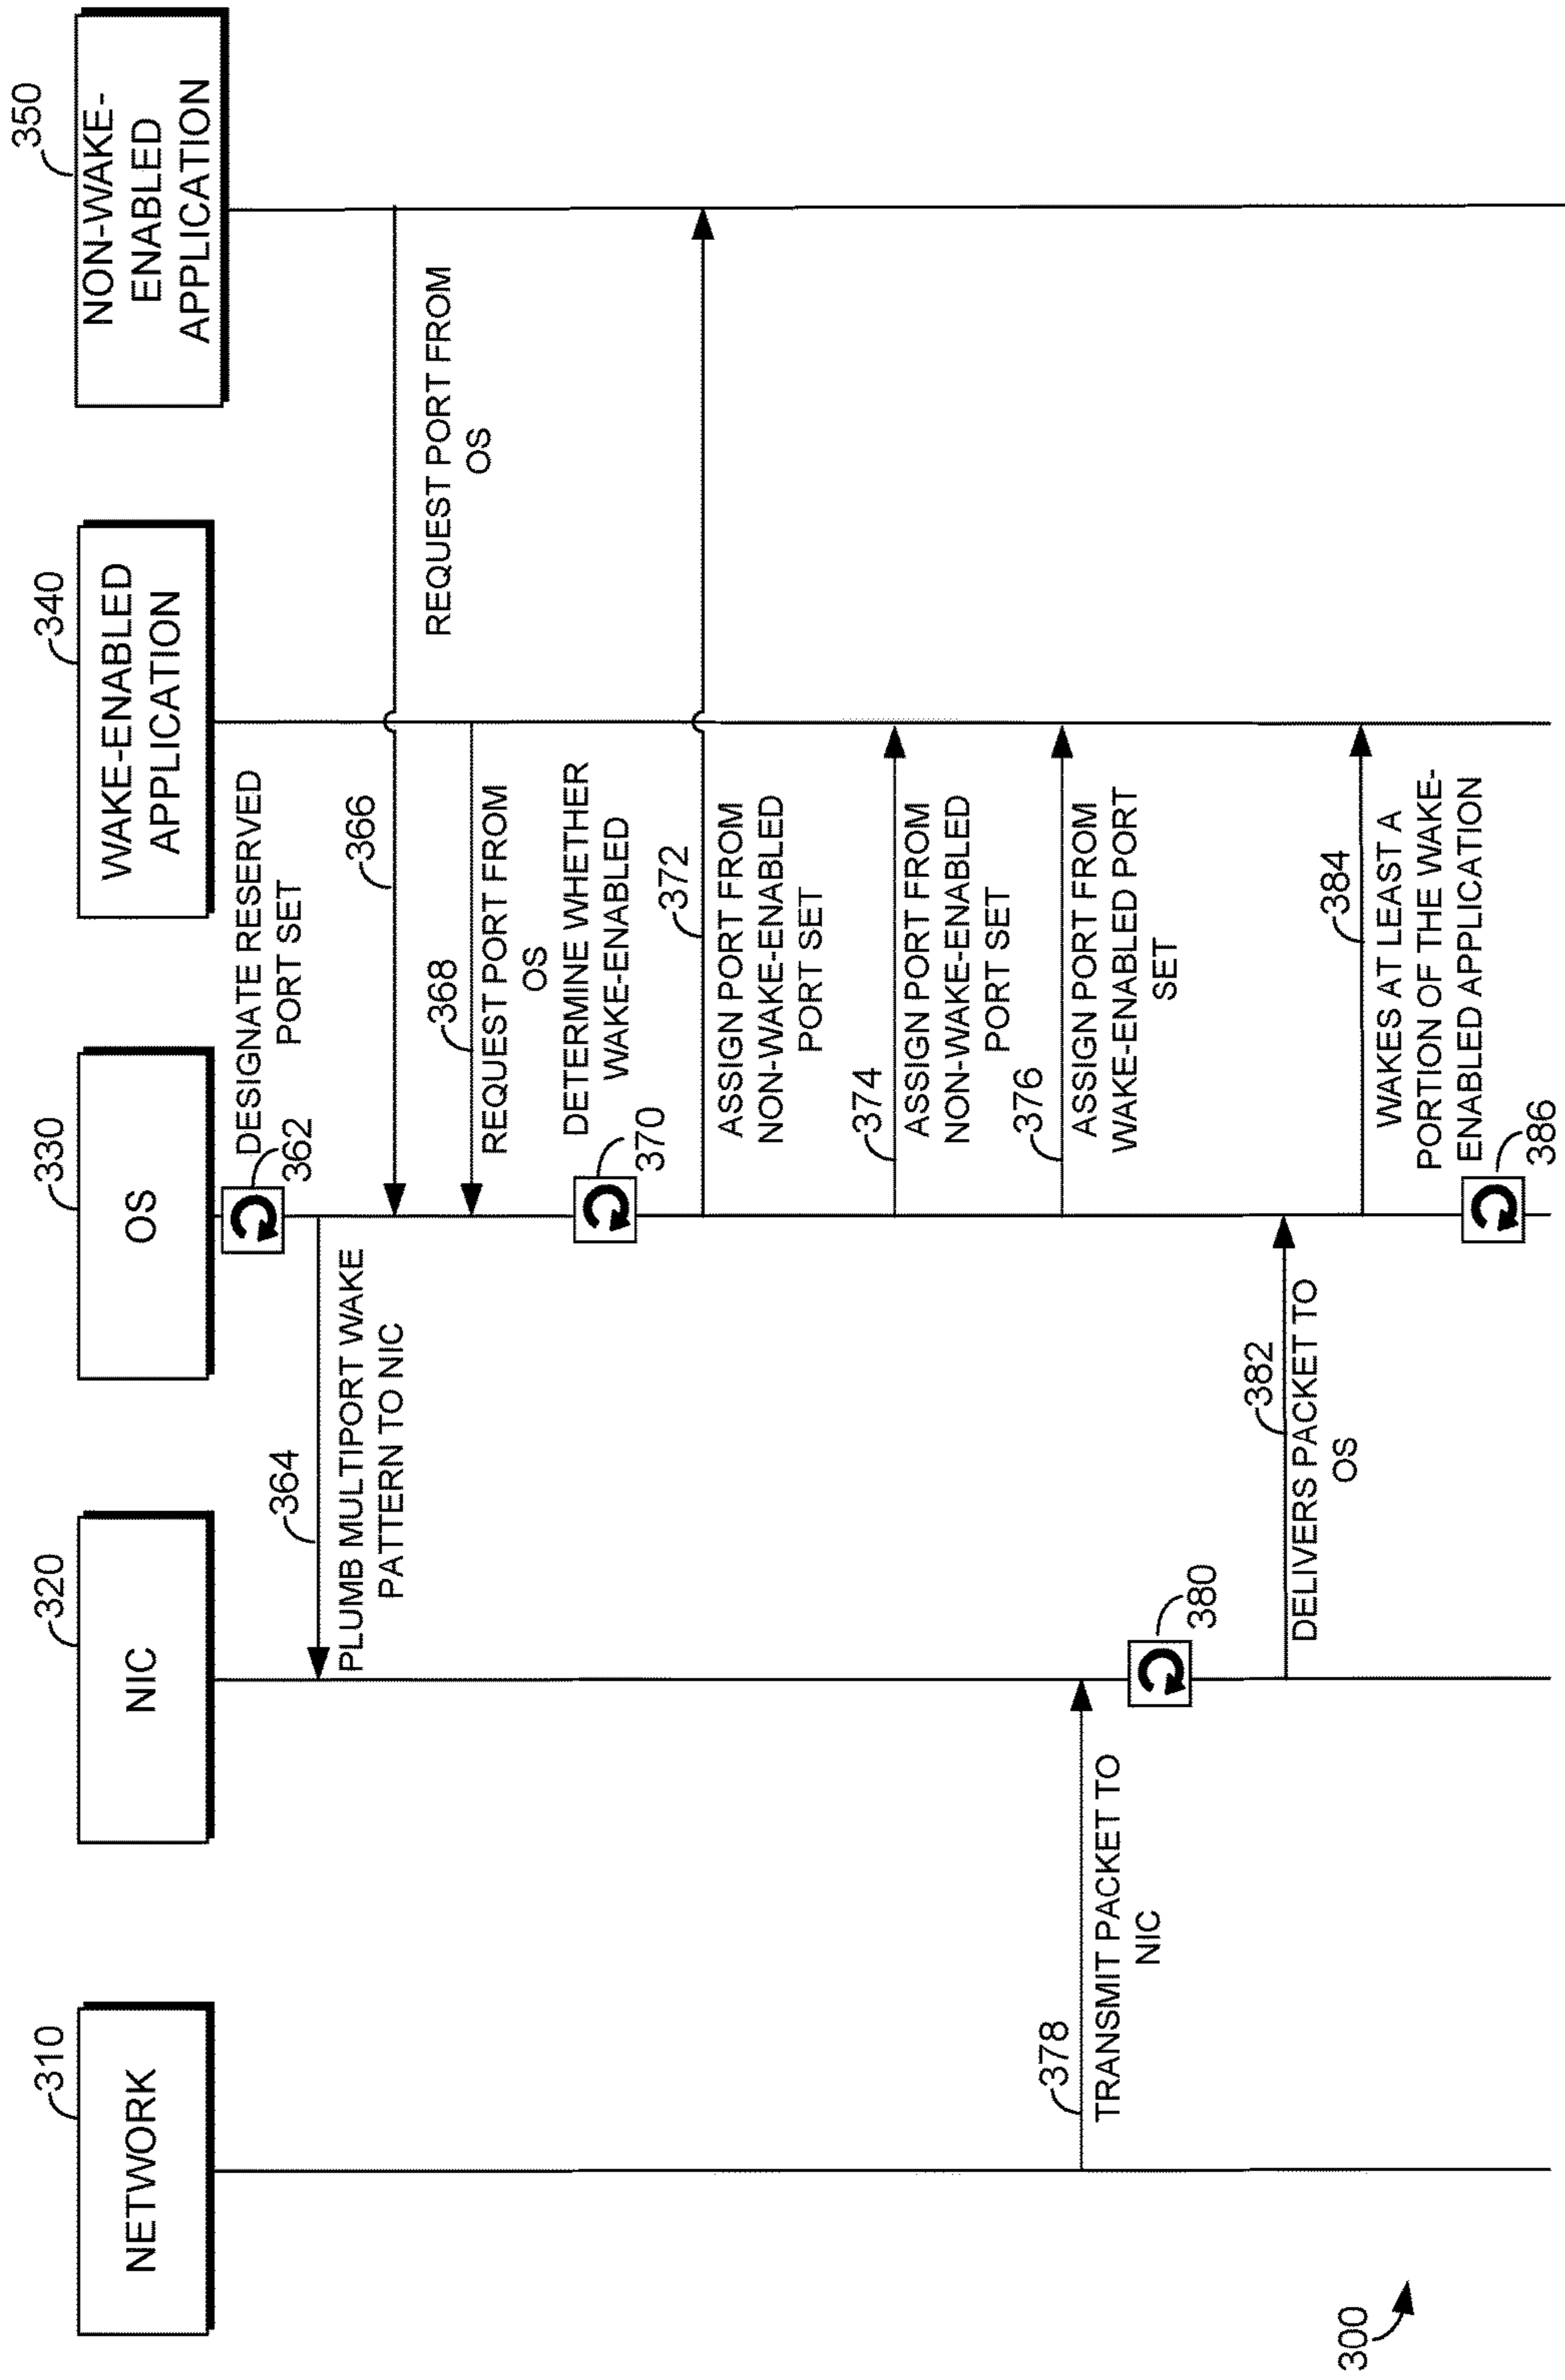 310
NETWORK
320
NIC
330
OS
340
WAKE-ENABLED
APPLICATION
350
NON-WAKE-
ENABLED
APPLICATION
DESIGNATE RESERVED
PORT SET
362
364
PLUMB MULTIPORT WAKE
PATTERN TO NIC
366
REQUEST PORT FROM
OS
368
REQUEST PORT FROM
OS
DETERMINE WHETHER
WAKE-ENABLED
370
372
ASSIGN PORT FROM
NON-WAKE-ENABLED
PORT SET
374
ASSIGN PORT FROM
NON-WAKE-ENABLED
PORT SET
376
ASSIGN PORT FROM
WAKE-ENABLED PORT
SET
378
TRANSMIT PACKET TO
NIC
380
382
DELIVERS PACKET TO
OS
384
WAKES AT LEAST A
PORTION OF THE WAKE-
ENABLED APPLICATION
386
300